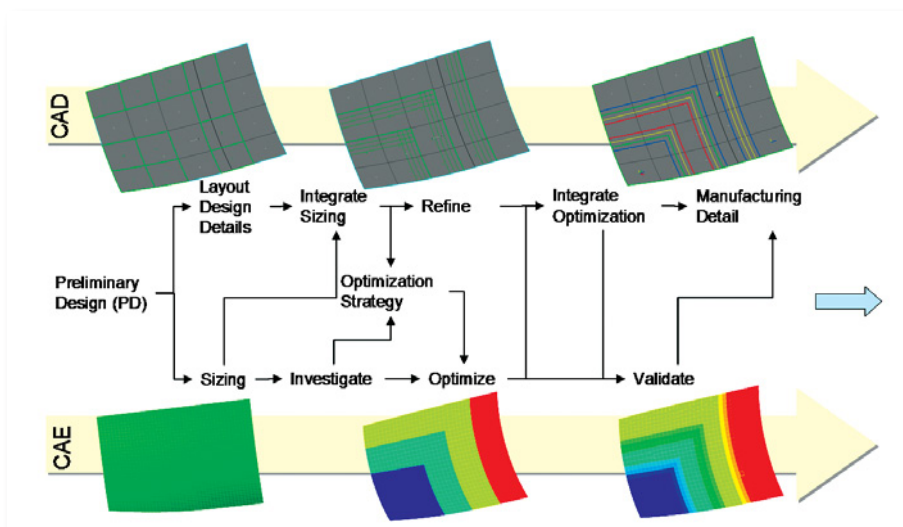 CAD
Layout
Design
Details
Integrate
Sizing
Refine
Integrate
Optimization
Manufacturing
Detail
Preliminary
Design (PD)
Optimization
Strategy
Sizing
Investigate
Optimize
Validate
CAE